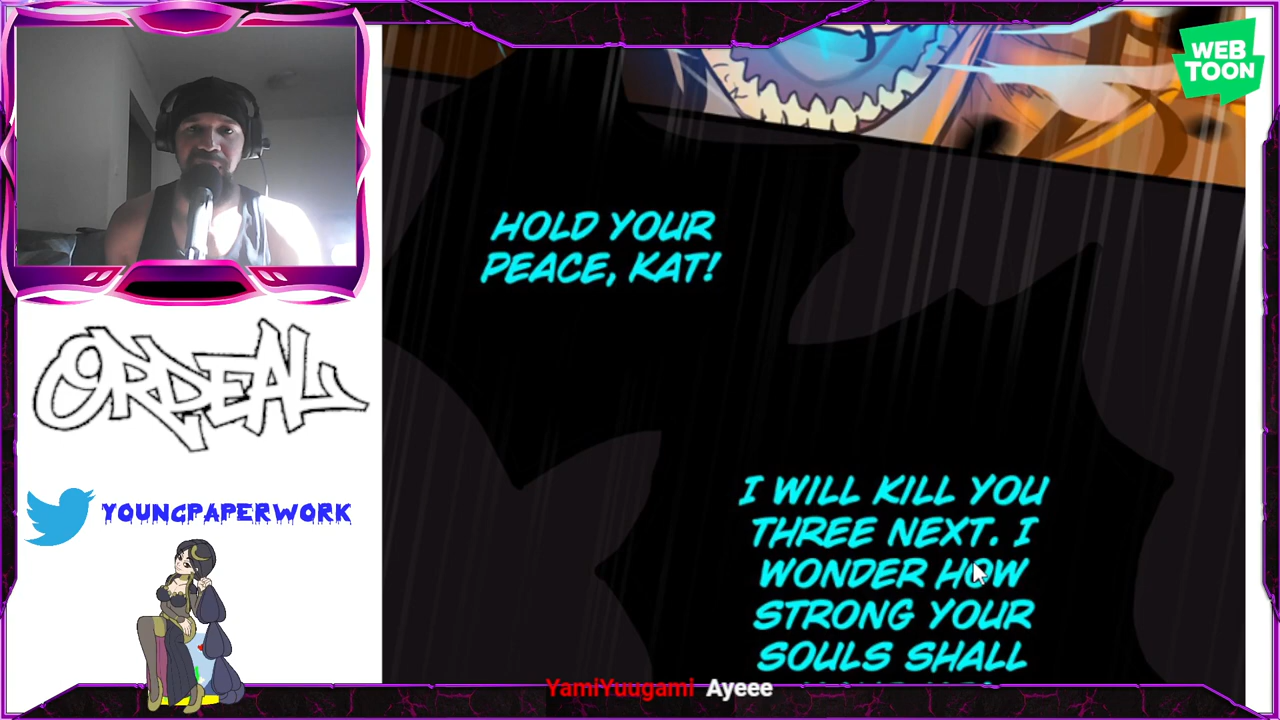 WEB
TOON
HOLD YOUR
PEACE, KAT!
ORDEAL
YOUNGPAPERWORK
I WILL KILL YOU
THREE NEXT. I
WONDER HOW
STRONG YOUR
SOULS SHALL
YamiYuugami Ayeee